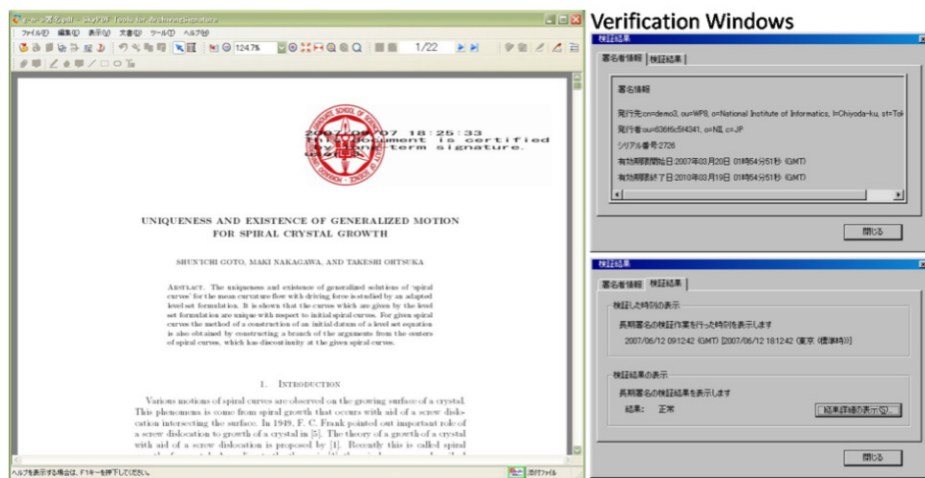 SkyPDF Tools for ArchiverSignature
ファイル(F) 編集(E) 表示(V) 文書(D) ツール(T) ヘルプ(H)
124.7%
1/22
18:25:33
document is certified
term signature.
UNIQUENESS AND EXISTENCE OF GENERALIZED MOTION
FOR SPIRAL CRYSTAL GROWTH
SHUN'ICHI GOTO, MAKI NAKAGAWA, AND TAKESHI OHTSUKA
ABSTRACT. The uniqueness and existence of generalized solutions of 'spiral
curves' for the mean curvature flow with driving force is studied by an adapted
level set formulation. It is shown that the curves which are given by the level
set formulation are unique with respect to initial spiral curves. For given spiral
curves the method of a construction of an initial datum of a level set equation
is also obtained by constructing a branch of the arguments from the centers
of spiral curves, which has discontinuity at the given spiral curves.
1. INTRODUCTION
Various motions of spiral curves are observed on the growing surface of a crystal.
This phenomena is come from spiral growth that occurs with aid of a screw dislo-
cation intersecting the surface. In 1949, F. C. Frank pointed out important role of
a screw dislocation to growth of a crystal in [5]. The theory of a growth of a crystal
with aid of a screw dislocation is proposed by [1]. Recently this is called spiral
ヘルプを表示する場合は、F1キーを押下してください。
添付ファイル
Verification Windows
検証結果
署名者情報 検証結果
署名情報
発行先:cn=demo3, ou=WP8, o=National Institute of Informatics, l=Chiyoda-ku, st=Tok
発行者:ou=636f6c5f4341, o=NII, c=JP
シリアル番号:2726
有効期限開始日:2007年03月20日 01時54分51秒 (GMT)
有効期限終了日:2010年03月19日 01時54分51秒 (GMT)
閉じる
検証結果
署名者情報 検証結果
検証した時刻の表示
長期署名の検証作業を行った時刻を表示します
2007/06/12 091242 (GMT) [2007/06/12 181242 (東京 (標準時))]
検証結果の表示
長期署名の検証結果を表示します
結果: 正常
結果詳細の表示(V)...
閉じる